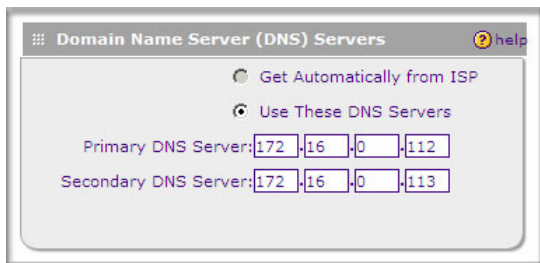 Domain Name Server (DNS) Servers ? help
Get Automatically from ISP
Use These DNS Servers
Primary DNS Server: 172 . 16 . 0 . 112
Secondary DNS Server: 172 . 16 . 0 . 113